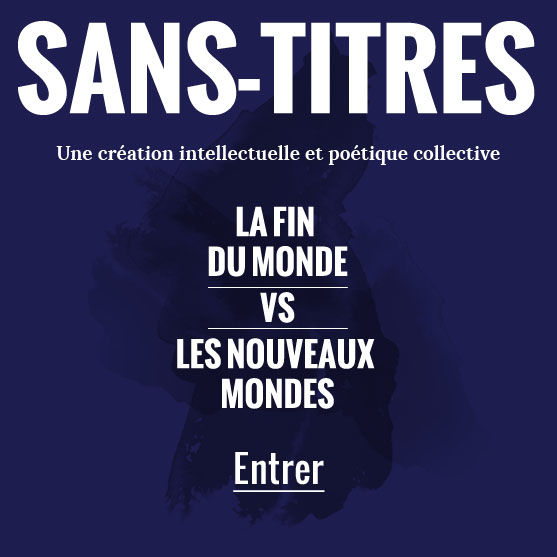 SANS-TITRES
Une création intellectuelle et poétique collective
LA FIN
DU MONDE
VS
LES NOUVEAUX
MONDES
Entrer